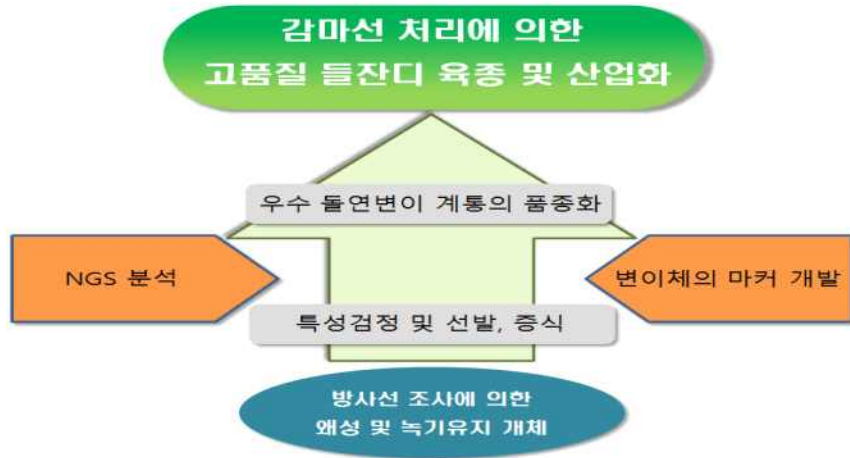 감마선 처리에 의한
고품질 들잔디 육종 및 산업화
우수 돌연변이 계통의 품종화
NGS 분석
변이체의 마커 개발
특성검정 및 선발, 증식
방사선 조사에 의한
왜성 및 녹기유지 개체